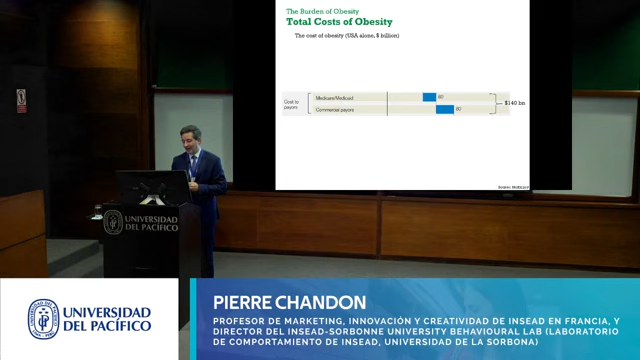 The Burden of Obesity
Total Costs of Obesity
The cost of obesity (USA alone, $ billion)
Cost to
payers
Medicare/Medicaid
60
Commercial payers
80
$140 bn
UNIVERSIDAD
DEL PACÍFICO
UNIVERSIDAD
DEL PACÍFICO
PIERRE CHANDON
PROFESOR DE MARKETING, INNOVACIÓN Y CREATIVIDAD DE INSEAD EN FRANCIA, Y
DIRECTOR DEL INSEAD-SORBONNE UNIVERSITY BEHAVIOURAL LAB (LABORATORIO
DE COMPORTAMIENTO DE INSEAD, UNIVERSIDAD DE LA SORBONA)